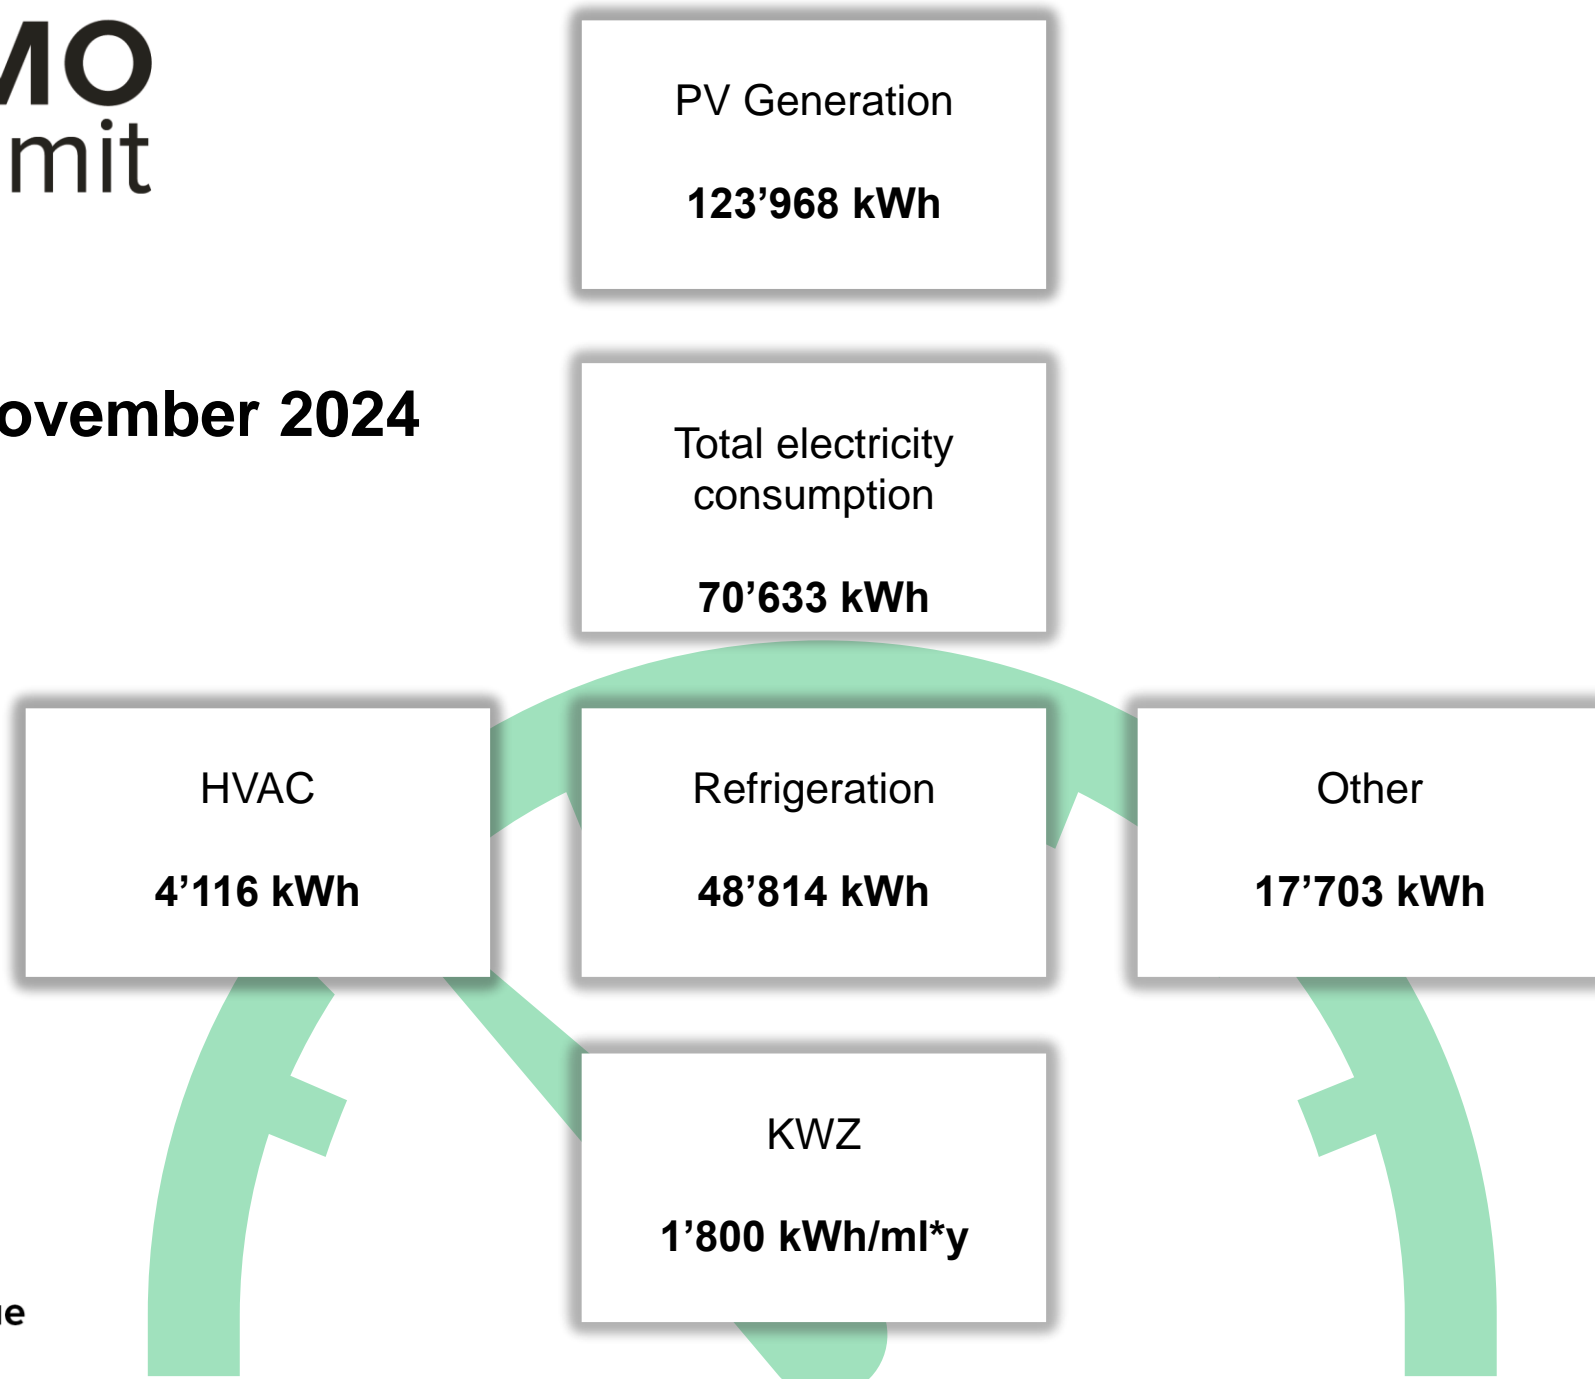 MO
mit
PV Generation
123’968 kWh
ovember 2024
Total electricity
consumption
70’633 kWh
HVAC
4’116 kWh
Refrigeration
48’814 kWh
Other
17’703 kWh
KWZ
1’800 kWh/ml*y
e